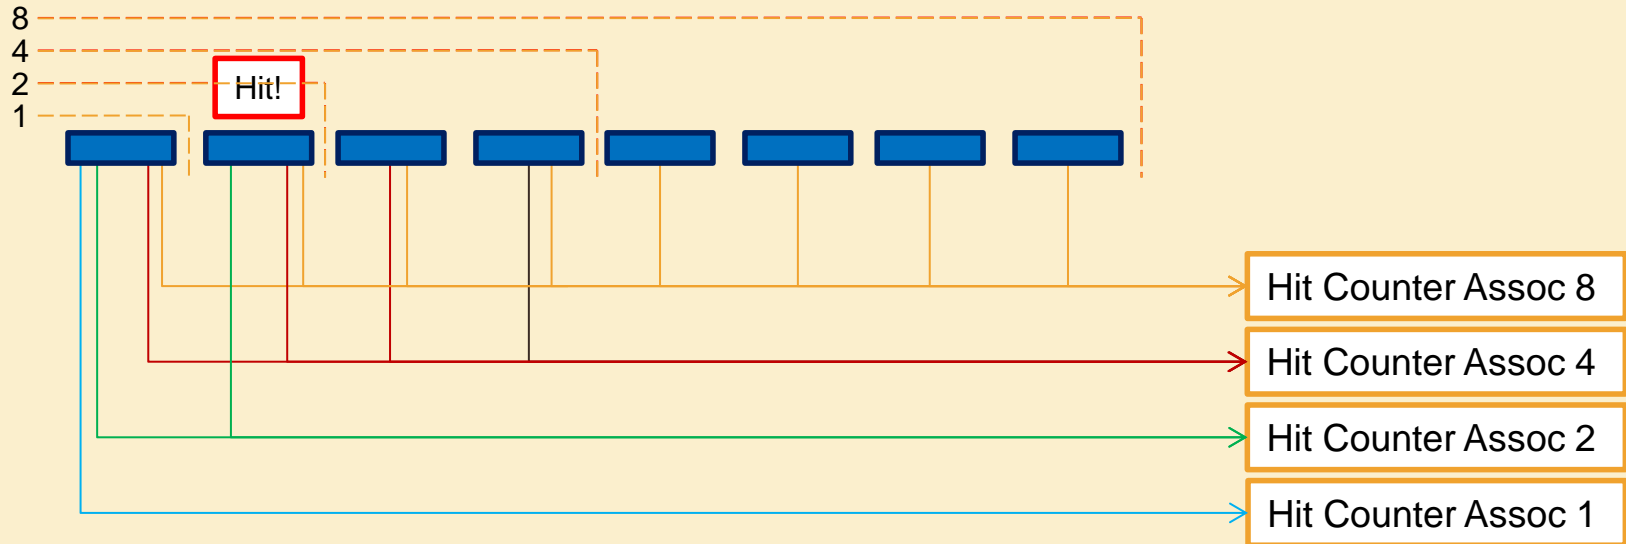 8
4
2
1
Hit!
Hit Counter Assoc 8
Hit Counter Assoc 4
Hit Counter Assoc 2
Hit Counter Assoc 1